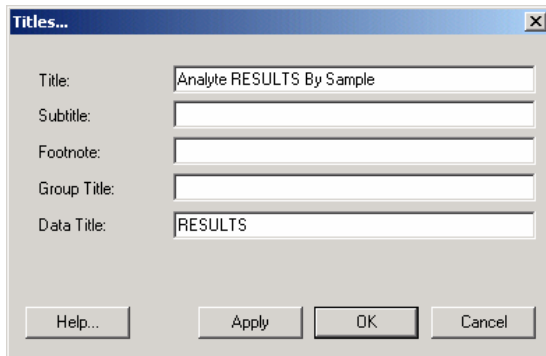 Titles...
Title: Analyte RESULTS By Sample
Subtitle:
Footnote:
Group Title:
Data Title: RESULTS
Help... Apply OK Cancel